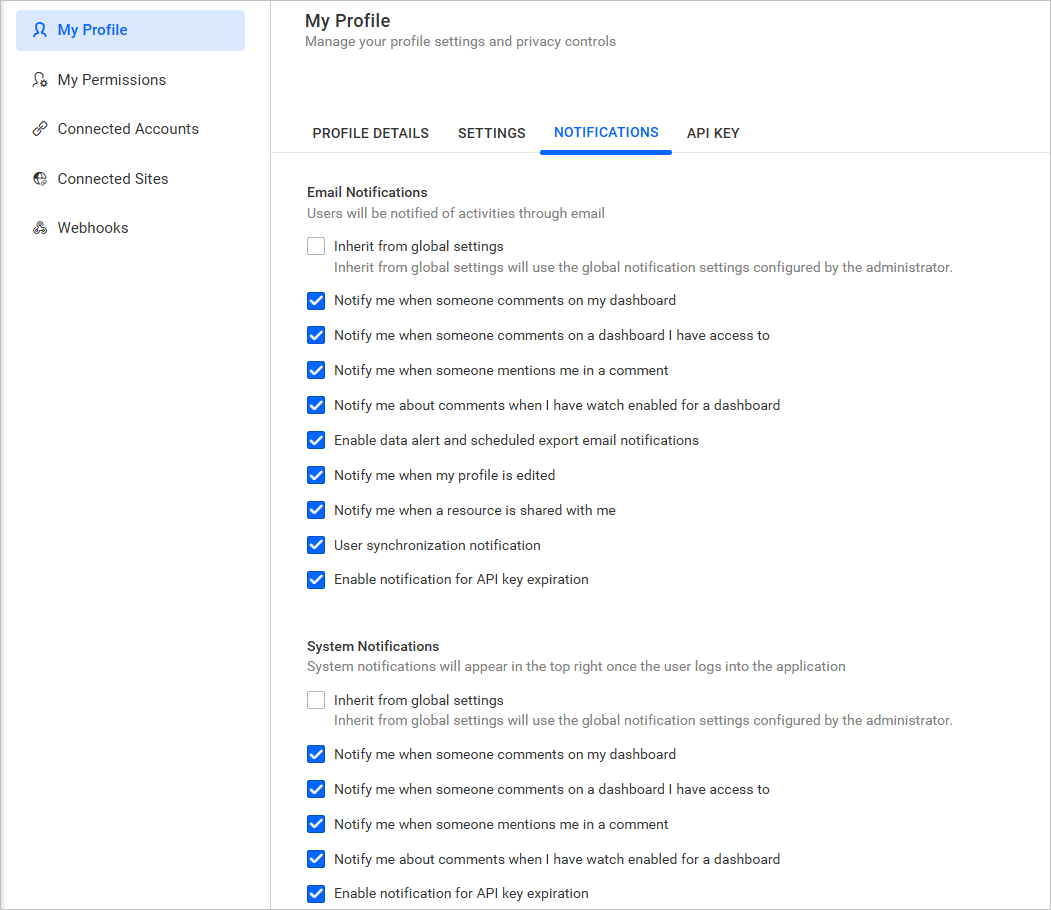 My Profile
My Permissions
Connected Accounts
Connected Sites
Webhooks
My Profile
Manage your profile settings and privacy controls
PROFILE DETAILS SETTINGS NOTIFICATIONS API KEY
Email Notifications
Users will be notified of activities through email
Inherit from global settings
Inherit from global settings will use the global notification settings configured by the administrator.
Notify me when someone comments on my dashboard
Notify me when someone comments on a dashboard I have access to
Notify me when someone mentions me in a comment
Notify me about comments when I have watch enabled for a dashboard
Enable data alert and scheduled export email notifications
Notify me when my profile is edited
Notify me when a resource is shared with me
User synchronization notification
Enable notification for API key expiration
System Notifications
System notifications will appear in the top right once the user logs into the application
Inherit from global settings
Inherit from global settings will use the global notification settings configured by the administrator.
Notify me when someone comments on my dashboard
Notify me when someone comments on a dashboard I have access to
Notify me when someone mentions me in a comment
Notify me about comments when I have watch enabled for a dashboard
Enable notification for API key expiration